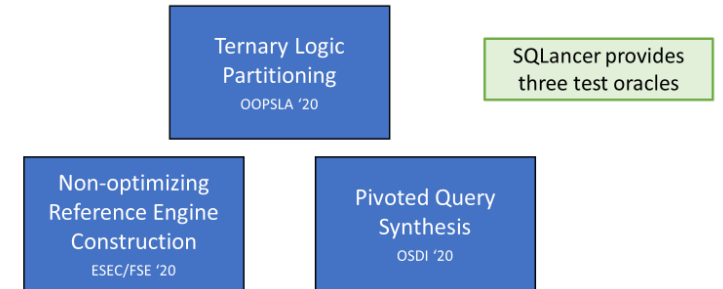 Ternary Logic
Partitioning
OOPSLA ‘20
SQLancer provides
three test oracles
Non-optimizing
Reference Engine
Construction
ESEC/FSE ‘20
Pivoted Query
Synthesis
OSDI ‘20